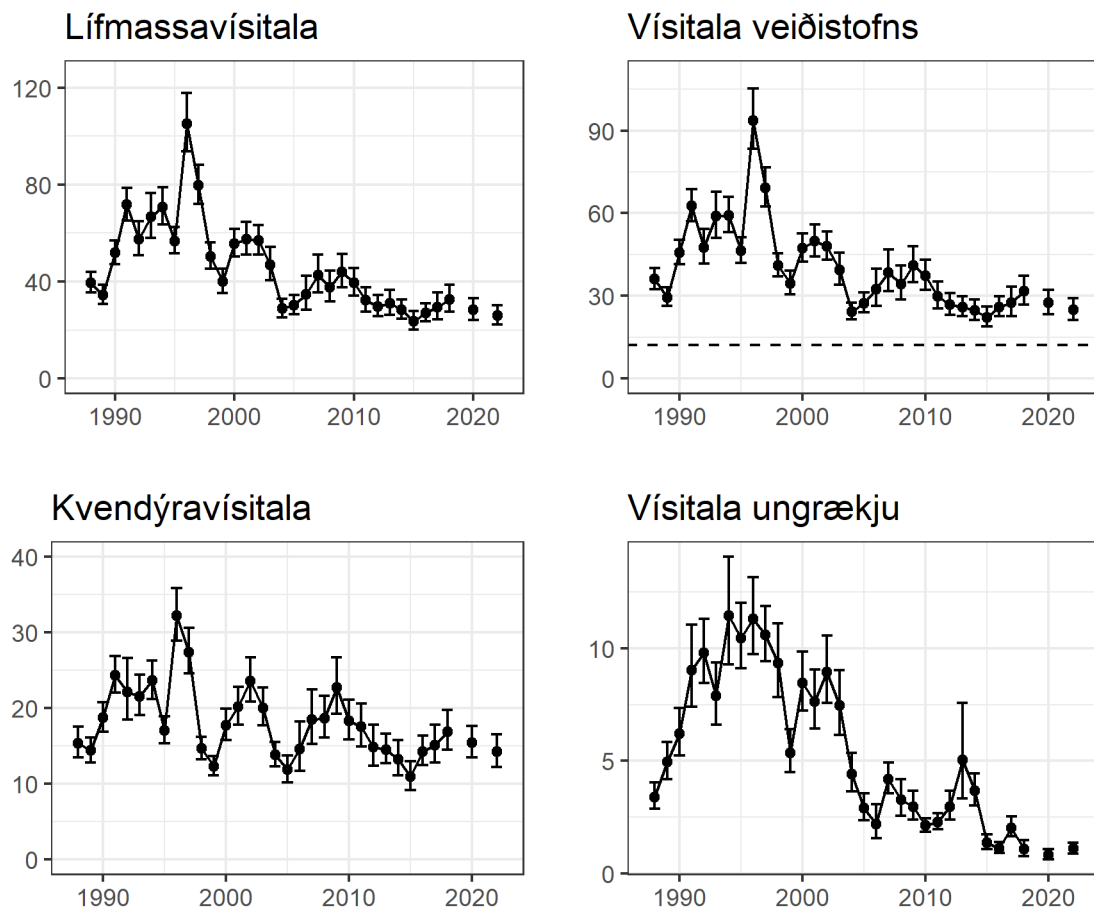 Lífmassavísitala
120
80
40
0
1990 2000 2010 2020
Vísitala veiðistofns
90
60
30
0
1990 2000 2010 2020
Kvendýravísitala
40
30
20
10
0
1990 2000 2010 2020
Vísitala ungrækju
10
5
0
1990 2000 2010 2020